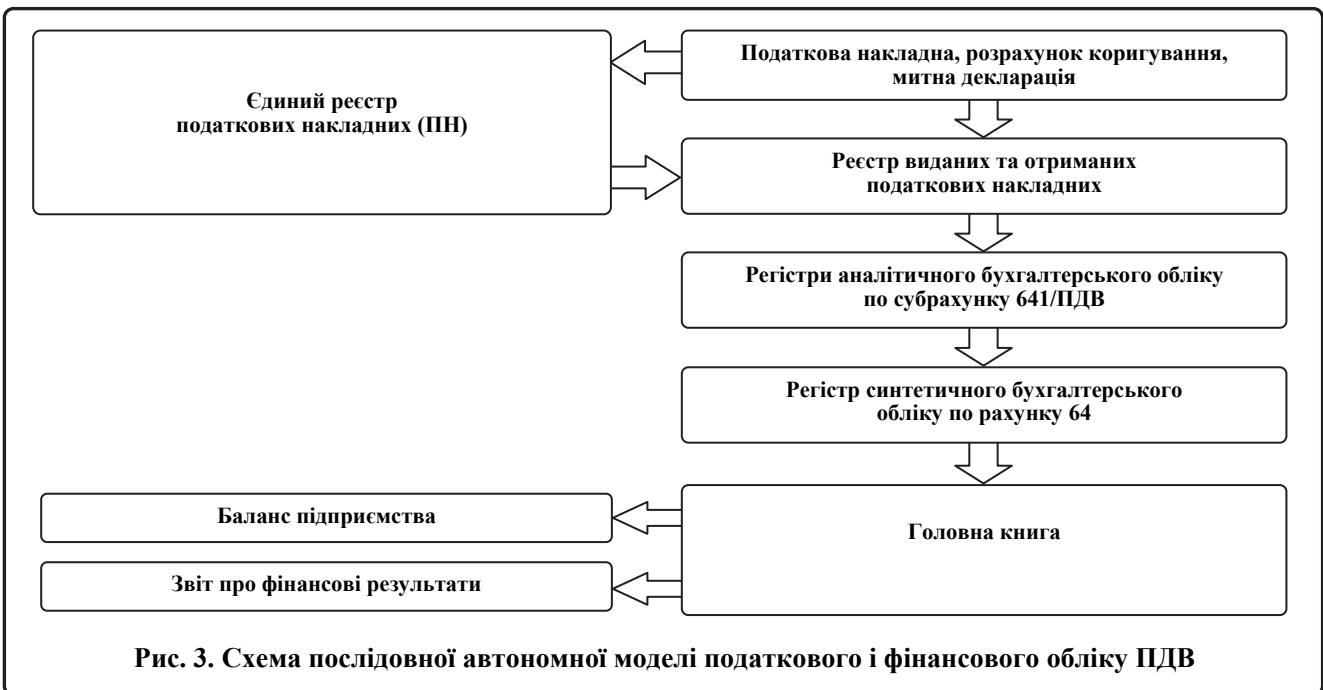 Податкова накладна, розрахунок коригування,
митна декларація
Єдиний реєстр
податкових накладних (ПН)
Реєстр виданих та отриманих
податкових накладних
Регістри аналітичного бухгалтерського обліку
по субрахунку 641/ПДВ
Регістр синтетичного бухгалтерського
обліку по рахунку 64
Баланс підприємства
Головна книга
Звіт про фінансові результати
Рис. 3. Схема послідовної автономної моделі податкового і фінансового обліку ПДВ